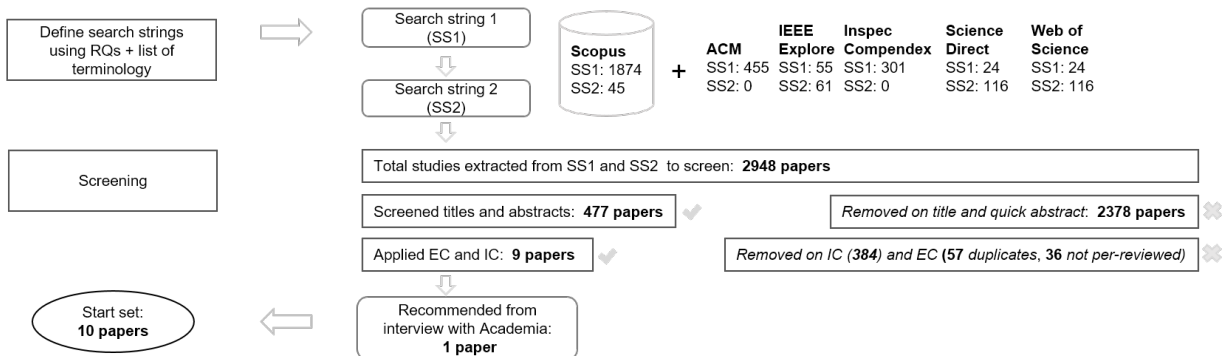 Define search strings
using RQs + list of
terminology
Search string 1
(SS1)
Search string 2
(SS2)
Scopus
SS1: 1874
SS2: 45
+
ACM
SS1: 455
SS2: 0
IEEE
Explore
SS1: 55
SS2: 61
Inspec
Compendex
SS1: 301
SS2: 0
Science
Direct
SS1: 24
SS2: 116
Web of
Science
SS1: 24
SS2: 116
Screening
Total studies extracted from SS1 and SS2 to screen: 2948 papers
Screened titles and abstracts: 477 papers
Removed on title and quick abstract: 2378 papers
Applied EC and IC: 9 papers
Removed on IC (384) and EC (57 duplicates, 36 not per-reviewed)
Start set:
10 papers
Recommended from
interview with Academia:
1 paper